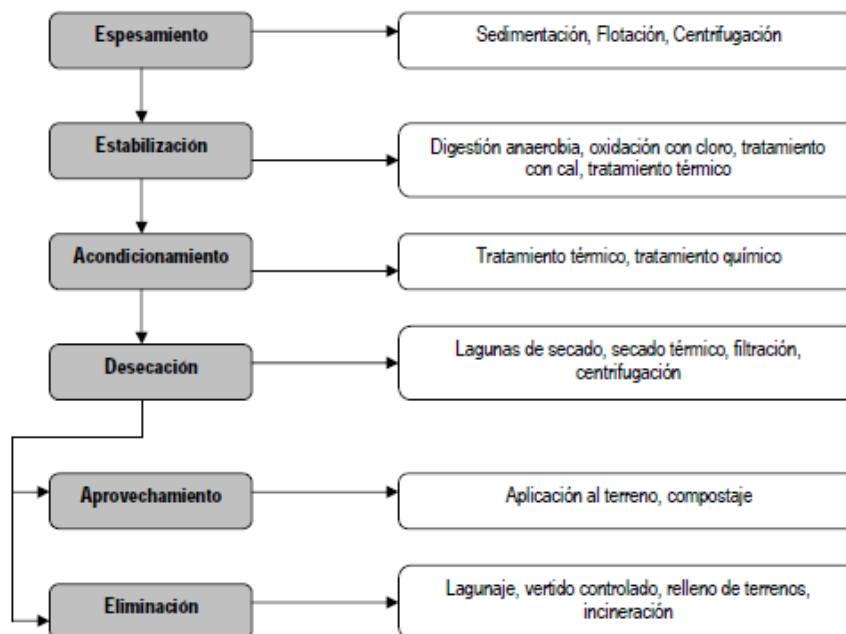 Espesamiento
Sedimentación, Flotación, Centrifugación
Estabilización
Digestión anaerobia, oxidación con cloro, tratamiento
con cal, tratamiento térmico
Acondicionamiento
Tratamiento térmico, tratamiento químico
Desecación
Lagunas de secado, secado térmico, filtración,
centrifugación
Aprovechamiento
Aplicación al terreno, compostaje
Eliminación
Lagunaje, vertido controlado, relleno de terrenos,
incineración